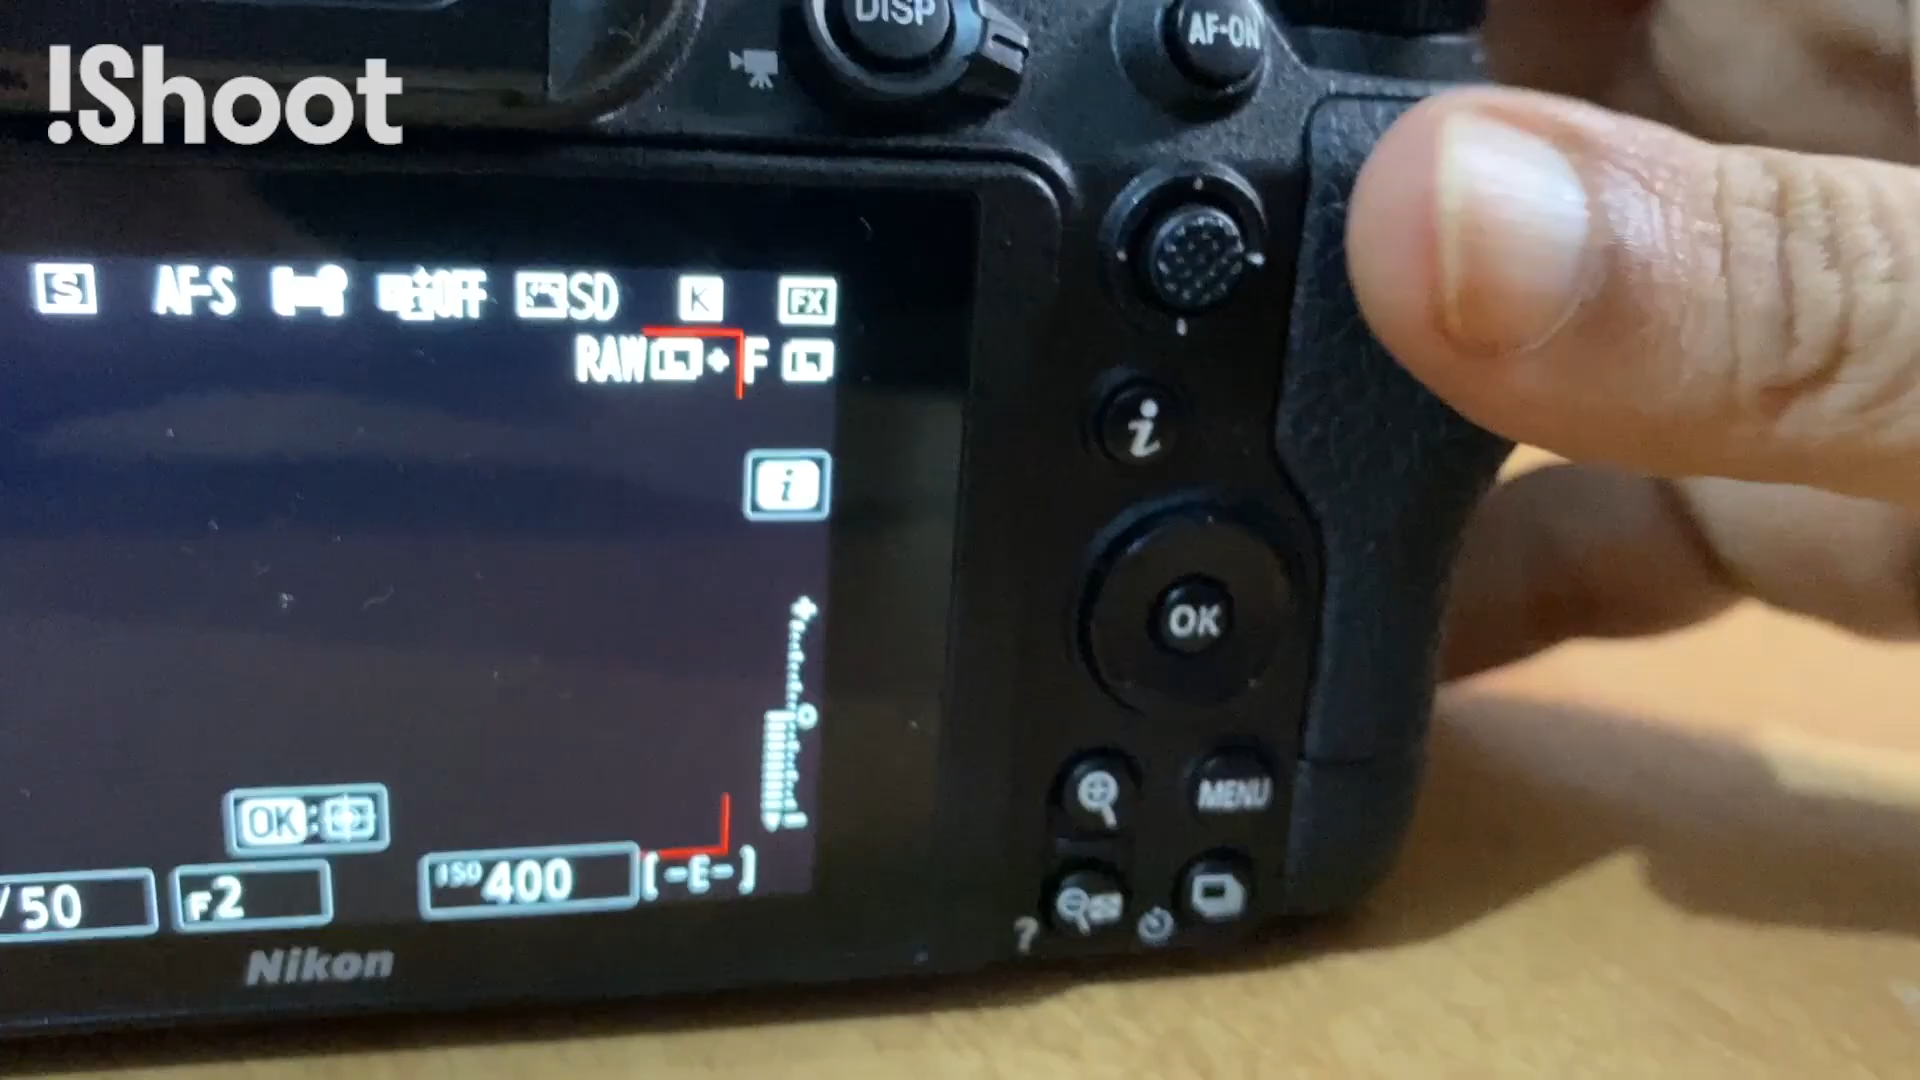 DISP
AF-ON
!Shoot
S AF-S OFF SD K FX
RAW L + F L
i
i
OK
OK:
MENU
/50 F2 ISO 400 [-E-]
?
Nikon